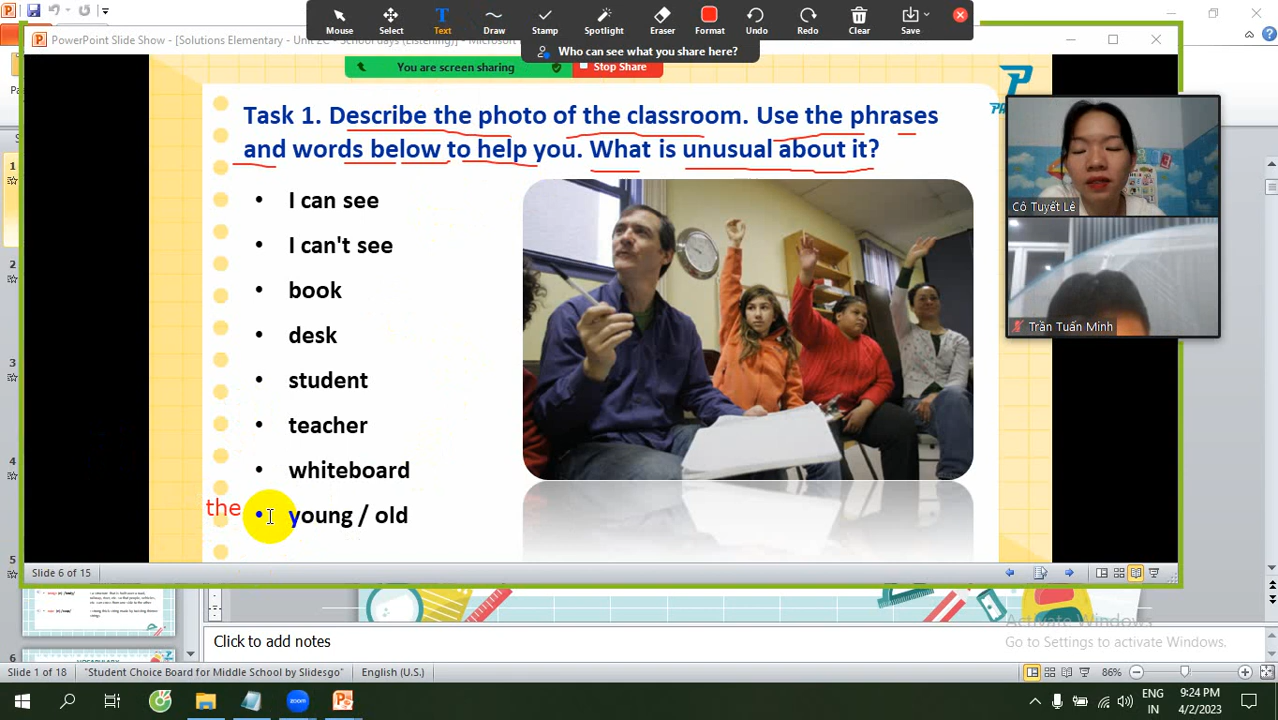 Mouse Select Text Draw Stamp Spotlight Eraser Format Undo Redo Clear Save
PowerPoint Slide Show - [Solutions Elementary - Unit 2C - School days (Listening)] - Microsoft
Who can see what you share here?
You are screen sharing Stop Share
Task 1. Describe the photo of the classroom. Use the phrases
and words below to help you. What is unusual about it?
• I can see
• I can't see
• book
• desk
• student
• teacher
• whiteboard
the
• young / old
Cô Tuyết Lê
Trần Tuấn Minh
1
2
3
4
5
6
Slide 6 of 15
Activate Windows
Go to Settings to activate Windows.
Click to add notes
Slide 1 of 18 "Student Choice Board for Middle School by Slidesgo" English (U.S.) 86%
ENG
IN
9:24 PM
4/2/2023